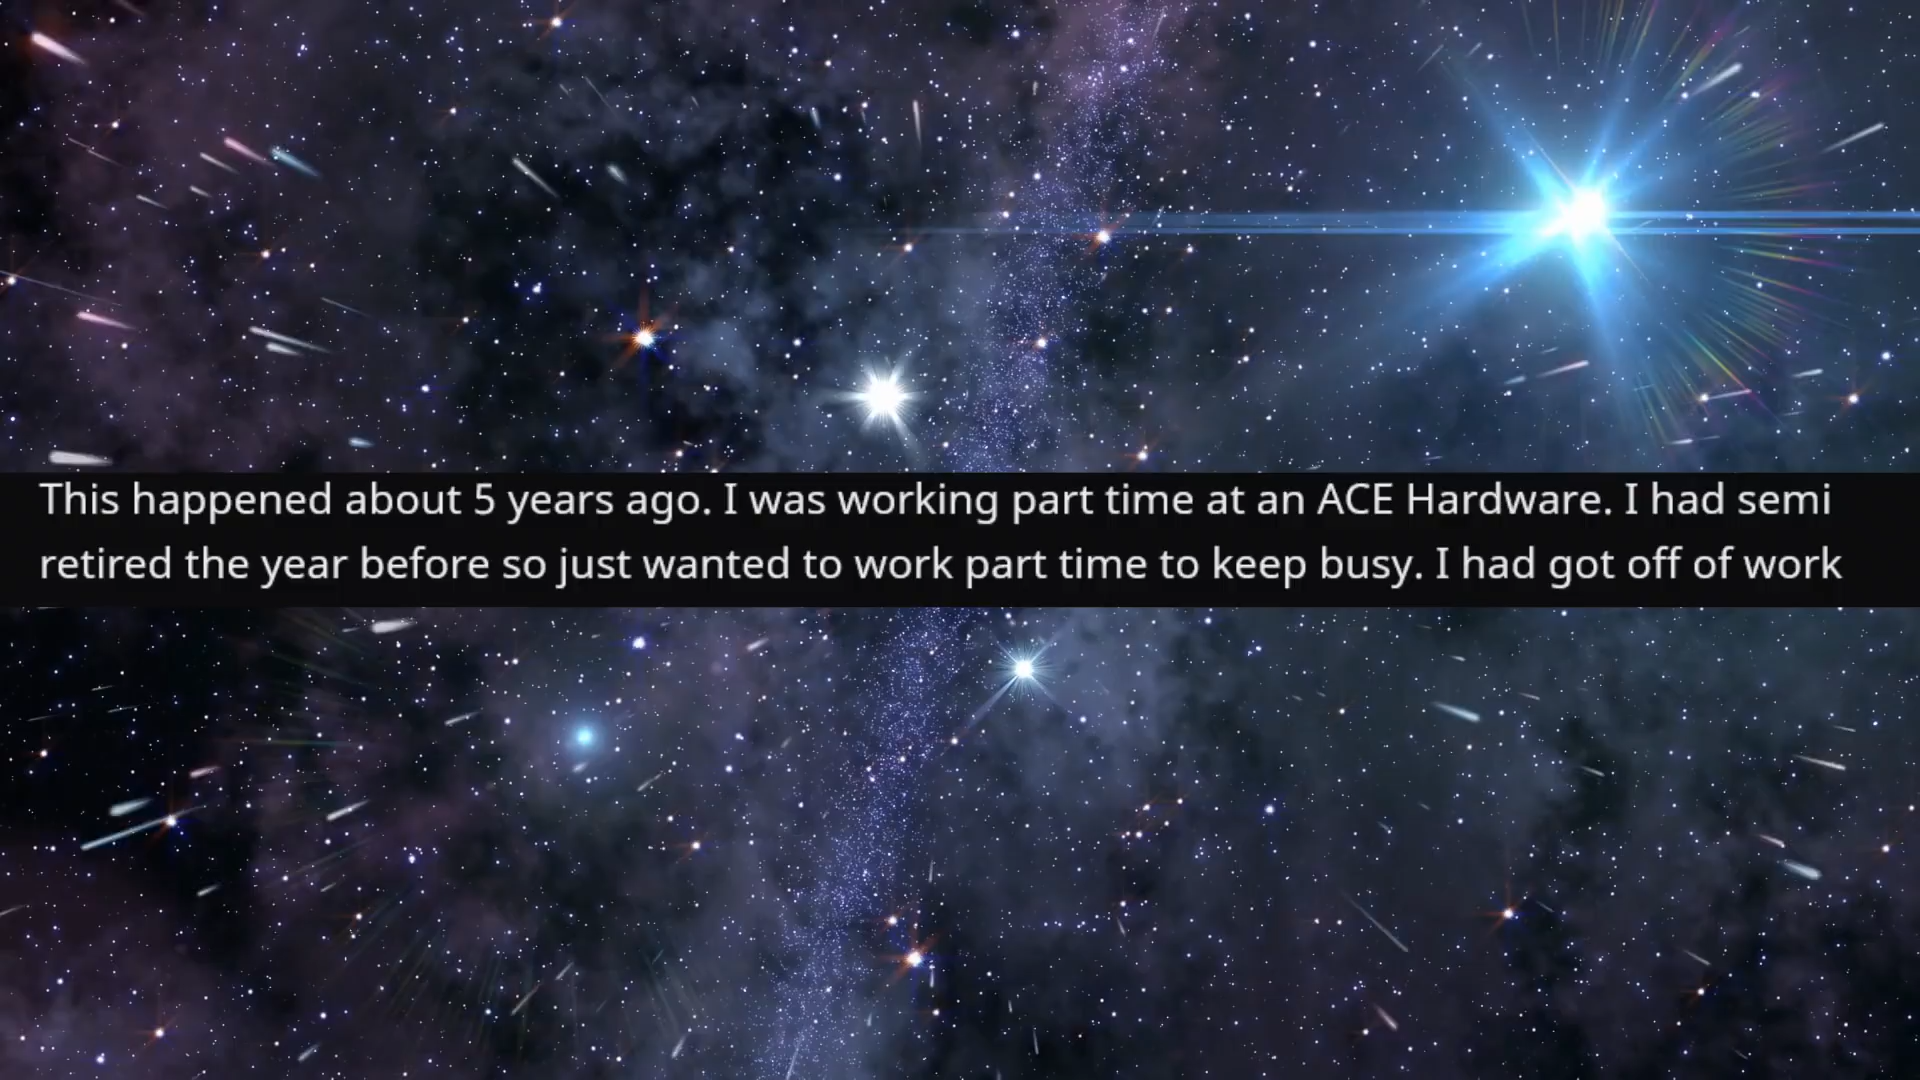 This happened about 5 years ago. I was working part time at an ACE Hardware. I had semi
retired the year before so just wanted to work part time to keep busy. I had got off of work